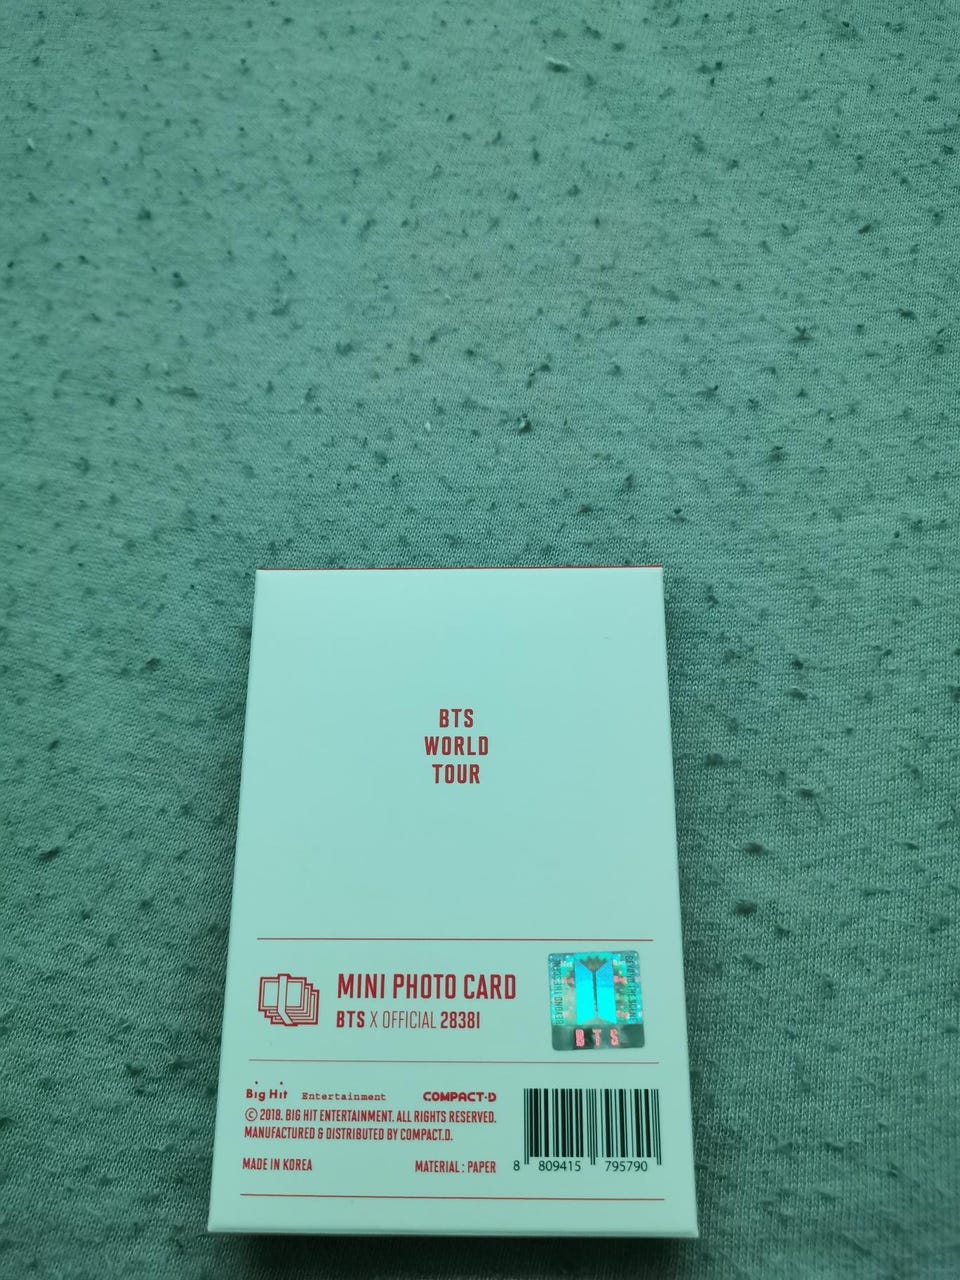 BTS
WORLD
TOUR
MINI PHOTO CARD
BTS X OFFICIAL 28381
BTS
Big Hit Entertainment COMPACT·D
© 2018. BIG HIT ENTERTAINMENT. ALL RIGHTS RESERVED.
MANUFACTURED & DISTRIBUTED BY COMPACT.D.
MADE IN KOREA MATERIAL : PAPER
8 809415 795790